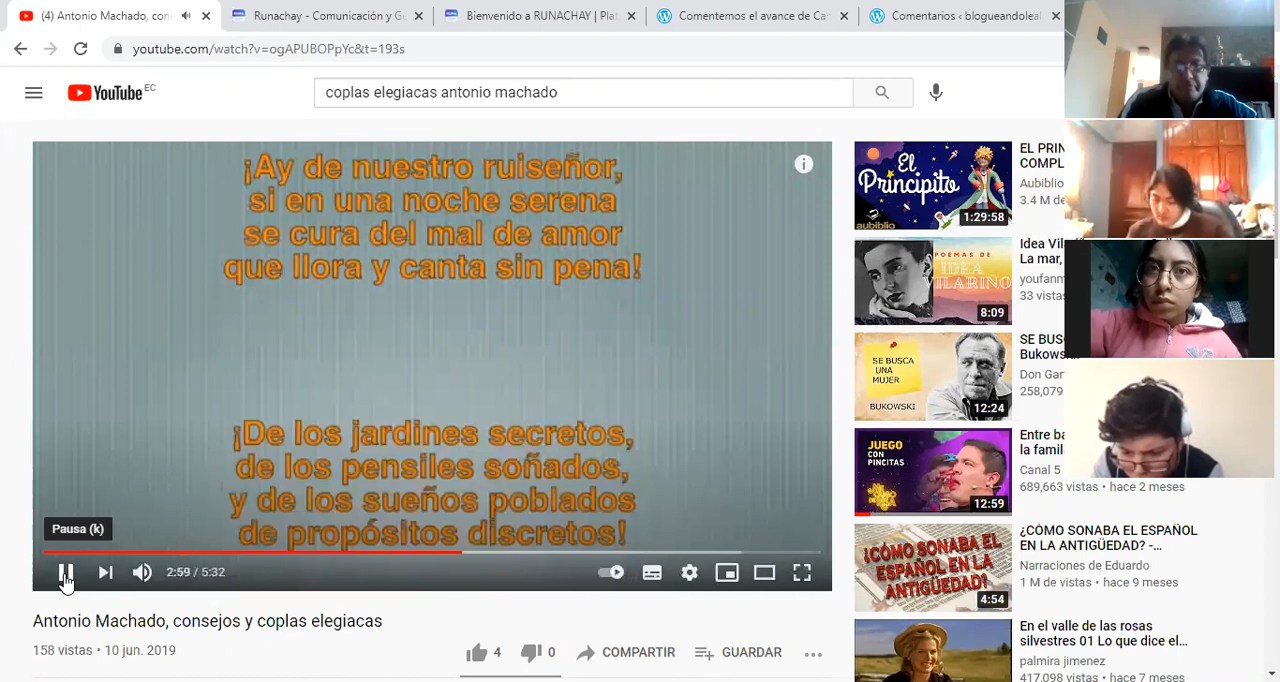 (4) Antonio Machado, con
Runachay - Comunicación y G
Bienvenido a RUNACHAY | Pla
Comentemos el avance de Ca
Comentarios ‹ blogueandoleal
youtube.com/watch?v=ogAPUBOPpYc&t=193s
YouTube EC
coplas elegiacas antonio machado
¡Ay de nuestro ruiseñor,
si en una noche serena
se cura del mal de amor
que llora y canta sin pena!
¡De los jardines secretos,
de los pensiles soñados,
y de los sueños poblados
de propósitos discretos!
Pausa (k)
2:59 / 5:32
Antonio Machado, consejos y coplas elegiacas
158 vistas • 10 jun. 2019
4
0
COMPARTIR
GUARDAR
El
Principito
aubiblio
1:29:58
EL PRIN
COMPL
Aubiblio
3.4 M de
POEMAS DE
IDEA
VILARIÑO
8:09
Idea Vil
La mar,
youfanm
33 vistas
SE BUSCA
UNA
MUJER
BUKOWSKI
12:24
SE BUS
Bukows
Don Gar
258,079
JUEGO
CON
PINCITAS
12:59
Entre ba
la famil
Canal 5
689,663 vistas • hace 2 meses
¿CÓMO SONABA EL
ESPAÑOL EN LA
ANTIGÜEDAD?
4:54
¿CÓMO SONABA EL ESPAÑOL
EN LA ANTIGÜEDAD? -...
Narraciones de Eduardo
1 M de vistas • hace 9 meses
En el valle de las rosas
silvestres 01 Lo que dice el...
palmira jimenez
417,098 vistas • hace 7 meses